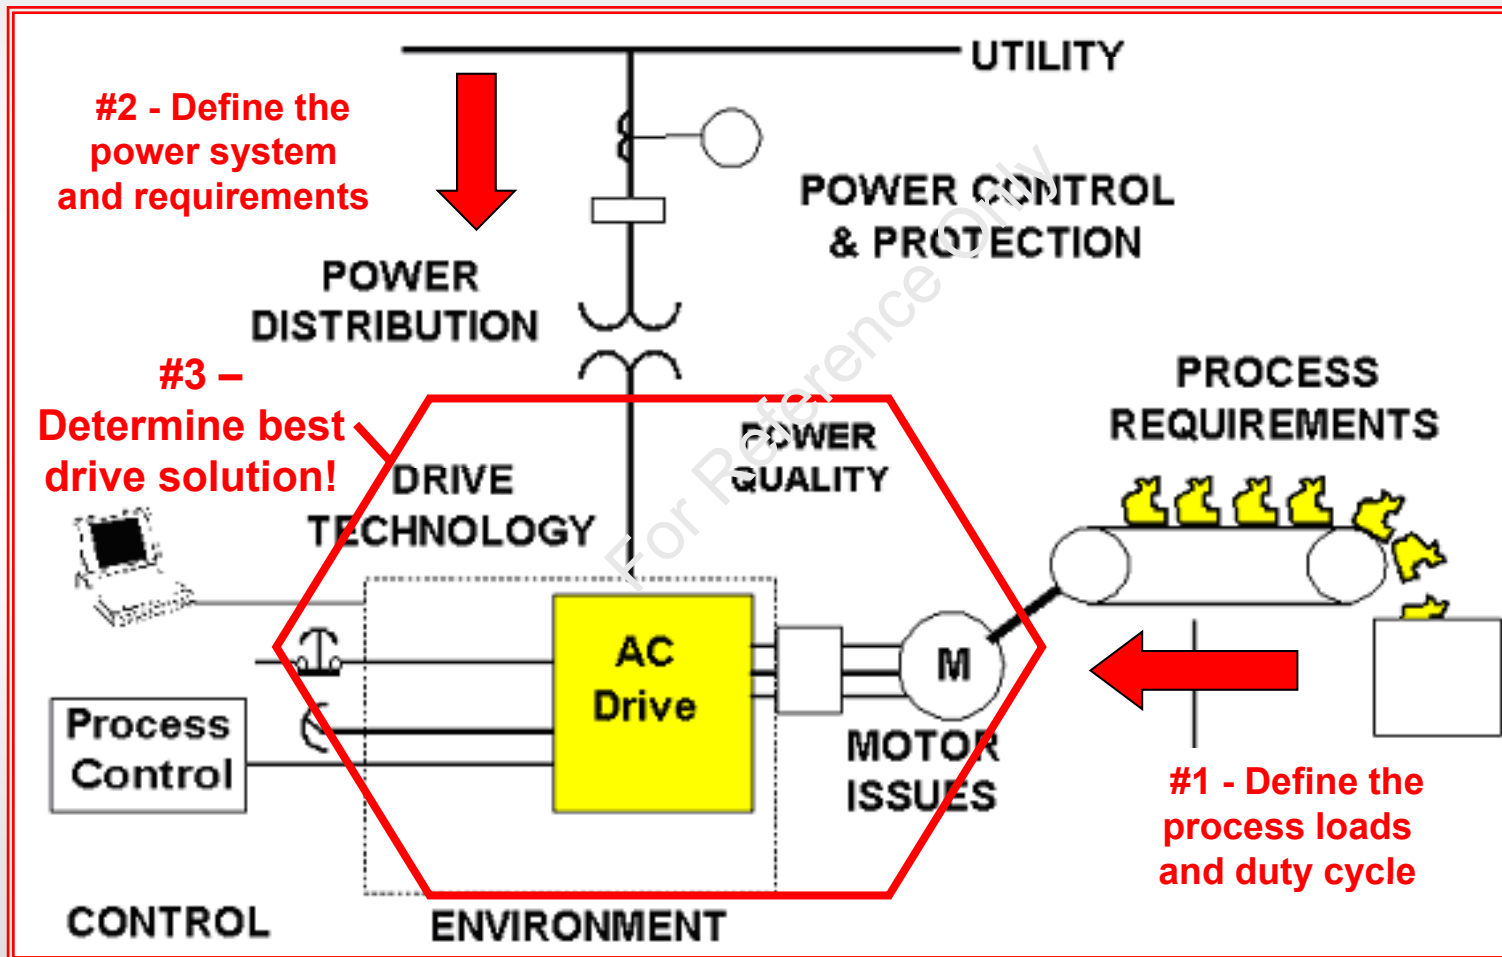 UTILITY
#2 - Define the
power system
and requirements
POWER CONTROL
& PROTECTION
POWER
DISTRIBUTION
#3 –
Determine best
drive solution!
PROCESS
REQUIREMENTS
POWER
QUALITY
DRIVE
TECHNOLOGY
For Reference Only
AC
Drive
M
Process
Control
MOTOR
ISSUES
#1 - Define the
process loads
and duty cycle
CONTROL
ENVIRONMENT